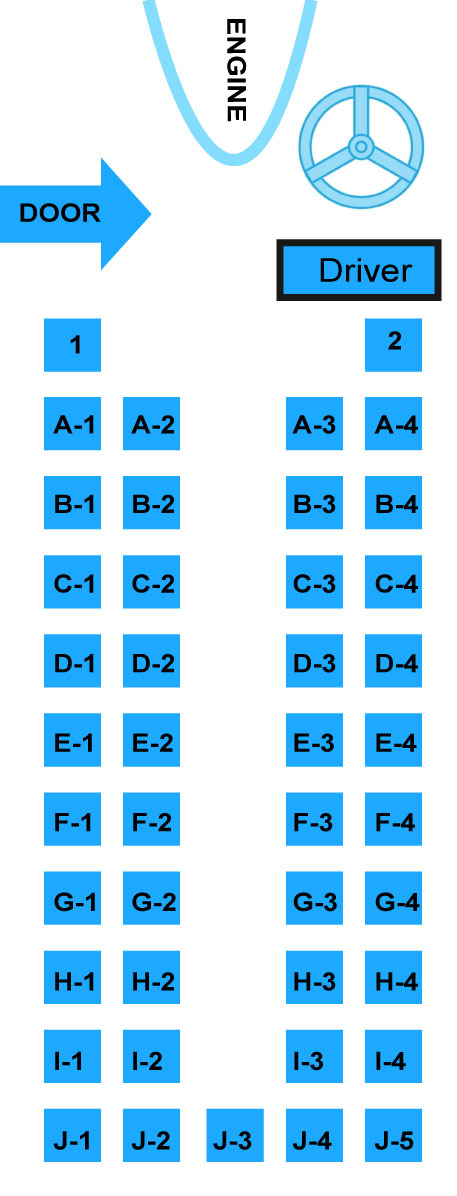 ENGINE
DOOR
Driver
1 2
A-1 A-2 A-3 A-4
B-1 B-2 B-3 B-4
C-1 C-2 C-3 C-4
D-1 D-2 D-3 D-4
E-1 E-2 E-3 E-4
F-1 F-2 F-3 F-4
G-1 G-2 G-3 G-4
H-1 H-2 H-3 H-4
I-1 I-2 I-3 I-4
J-1 J-2 J-3 J-4 J-5